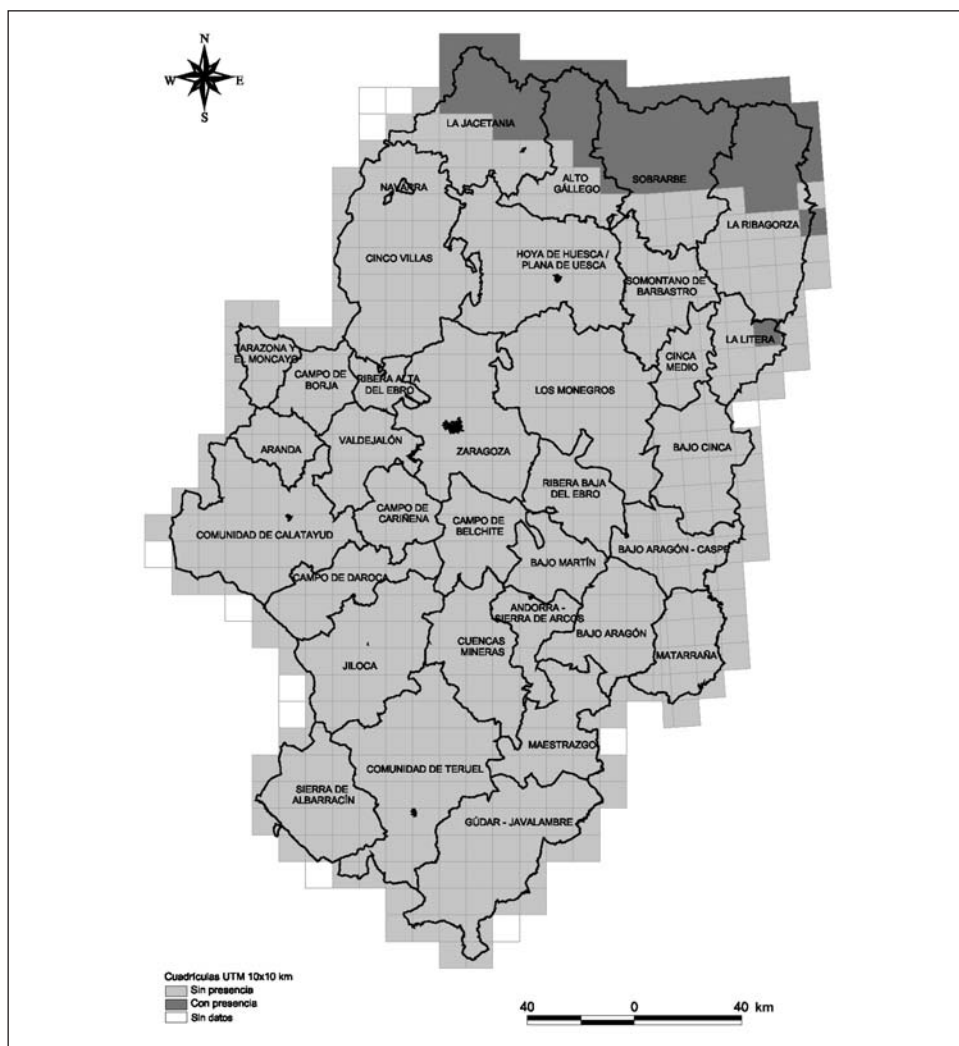 N
W E
S
LA JACETANIA
NAVARRA
ALTO
GÁLLEGO
SOBRARBE
LA RIBAGORZA
CINCO VILLAS
HOYA DE HUESCA /
PLANA DE UESCA
SOMONTANO DE
BARBASTRO
TARAZONA Y
EL MONCAYO
CAMPO DE
BORJA
RIBERA ALTA
DEL EBRO
LOS MONEGROS
CINCA
MEDIO
LA LITERA
ARANDA
VALDEJALÓN
ZARAGOZA
BAJO CINCA
RIBERA BAJA
DEL EBRO
COMUNIDAD DE CALATAYUD
CAMPO DE
CARIÑENA
CAMPO DE
BELCHITE
BAJO ARAGÓN - CASPE
BAJO MARTÍN
CAMPO DE DAROCA
ANDORRA -
SIERRA DE ARCOS
CUENCAS
MINERAS
BAJO ARAGÓN
MATARRAÑA
JILOCA
MAESTRAZGO
COMUNIDAD DE TERUEL
SIERRA DE
ALBARRACÍN
GÚDAR - JAVALAMBRE
Cuadrículas UTM 10x10 km
Sin presencia
Con presencia
Sin datos
40 0 40 km